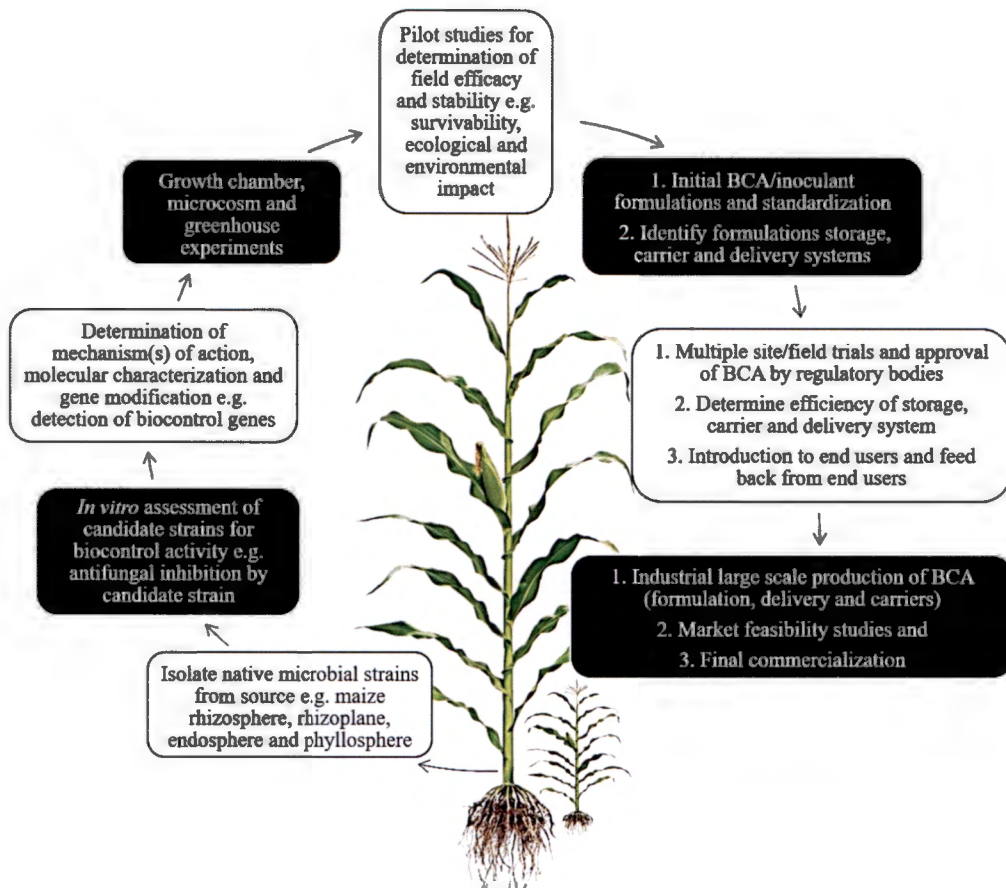 Pilot studies for
determination of
field efficacy
and stability e.g.
survivability,
ecological and
environmental
impact
Growth chamber,
microcosm and
greenhouse
experiments
1. Initial BCA/inoculant
formulations and standardization
2. Identify formulations storage,
carrier and delivery systems
Determination of
mechanism(s) of action,
molecular characterization and
gene modification e.g.
detection of biocontrol genes
1. Multiple site/field trials and approval
of BCA by regulatory bodies
2. Determine efficiency of storage,
carrier and delivery system
3. Introduction to end users and feed
back from end users
In vitro assessment of
candidate strains for
biocontrol activity e.g.
antifungal inhibition by
candidate strain
1. Industrial large scale production of BCA
(formulation, delivery and carriers)
2. Market feasibility studies and
3. Final commercialization
Isolate native microbial strains
from source e.g. maize
rhizosphere, rhizoplane,
endosphere and phyllosphere